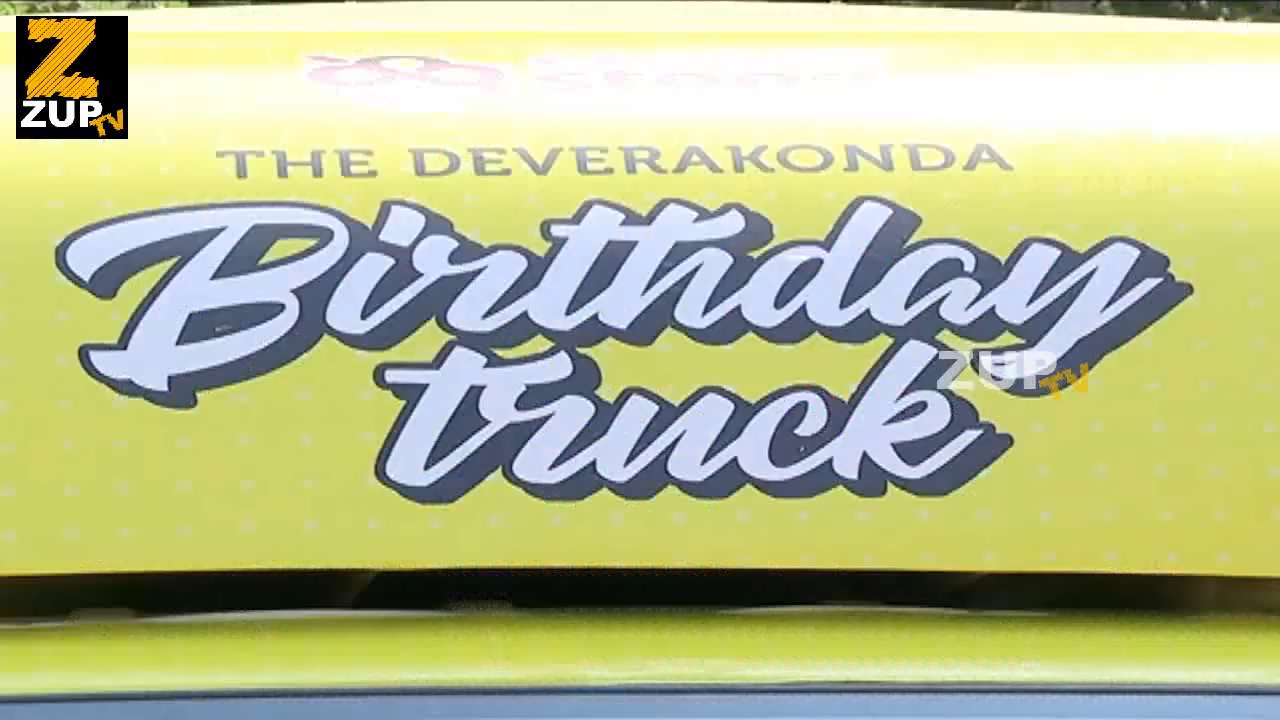 Z
ZUP TV
THE DEVERAKONDA
Birthday
truck
ZUP TV